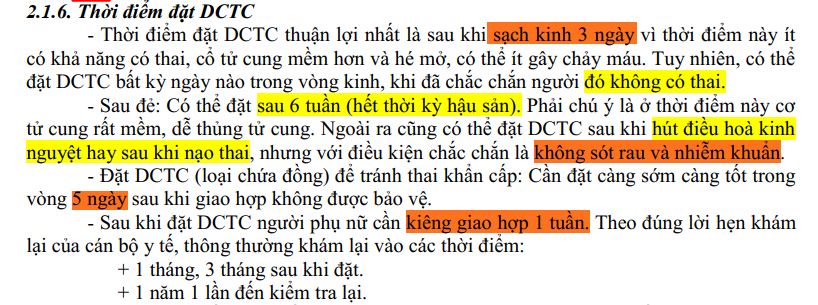 2.1.6. Thời điểm đặt DCTC
- Thời điểm đặt DCTC thuận lợi nhất là sau khi sạch kinh 3 ngày vì thời điểm này ít
có khả năng có thai, cổ tử cung mềm hơn và hé mở, có thể ít gây chảy máu. Tuy nhiên, có thể
đặt DCTC bất kỳ ngày nào trong vòng kinh, khi đã chắc chắn người đó không có thai.
- Sau đẻ: Có thể đặt sau 6 tuần (hết thời kỳ hậu sản). Phải chú ý là ở thời điểm này cơ
tử cung rất mềm, dễ thủng tử cung. Ngoài ra cũng có thể đặt DCTC sau khi hút điều hoà kinh
nguyệt hay sau khi nạo thai, nhưng với điều kiện chắc chắn là không sót rau và nhiễm khuẩn.
- Đặt DCTC (loại chứa đồng) để tránh thai khẩn cấp: Cần đặt càng sớm càng tốt trong
vòng 5 ngày sau khi giao hợp không được bảo vệ.
- Sau khi đặt DCTC người phụ nữ cần kiêng giao hợp 1 tuần. Theo đúng lời hẹn khám
lại của cán bộ y tế, thông thường khám lại vào các thời điểm:
+ 1 tháng, 3 tháng sau khi đặt.
+ 1 năm 1 lần đến kiểm tra lại.